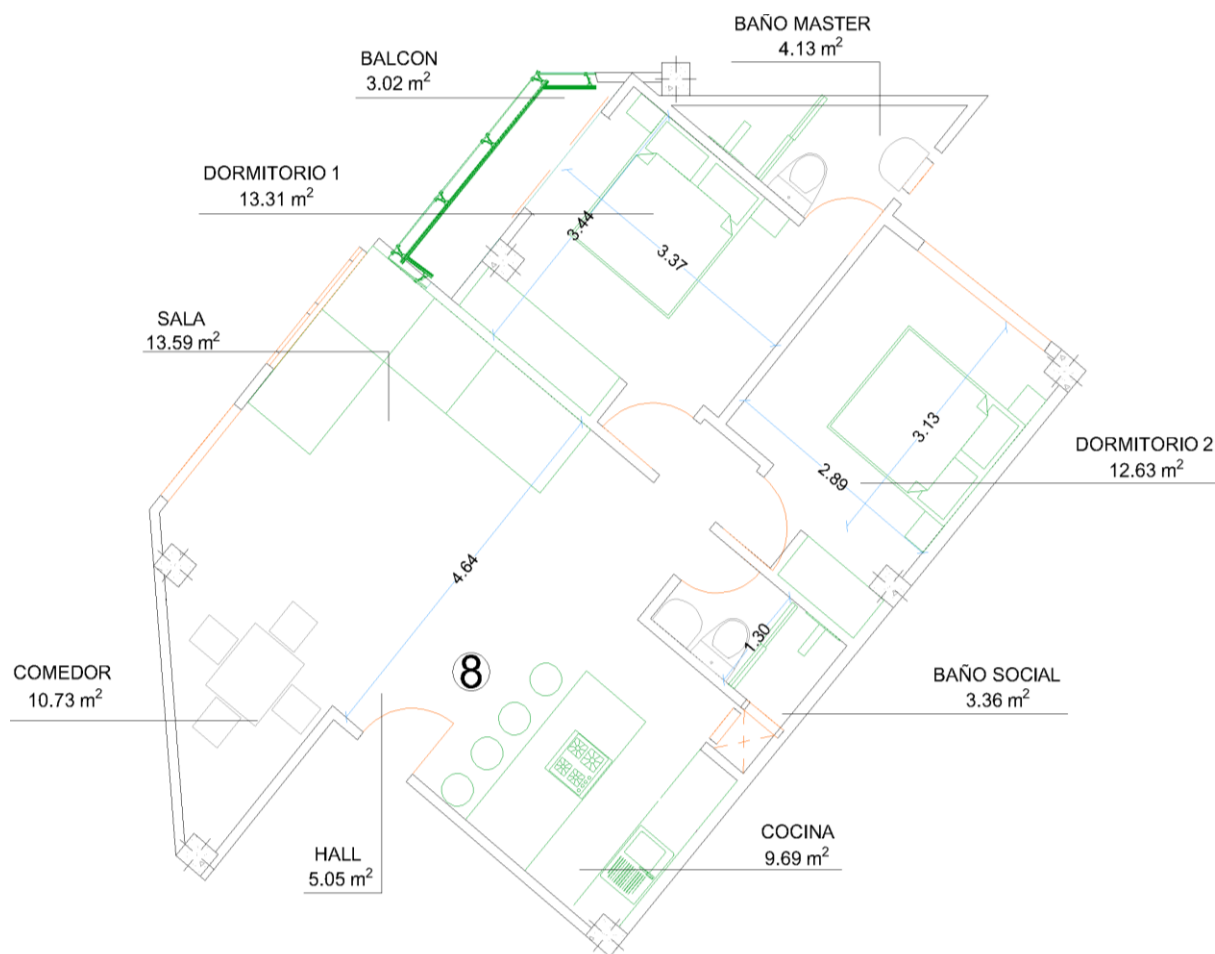 BAÑO MASTER
4.13 m²
BALCON
3.02 m²
DORMITORIO 1
13.31 m²
3.44
3.37
SALA
13.59 m²
3.13
DORMITORIO 2
12.63 m²
2.89
4.64
1.30
8
COMEDOR
10.73 m²
BAÑO SOCIAL
3.36 m²
COCINA
9.69 m²
HALL
5.05 m²